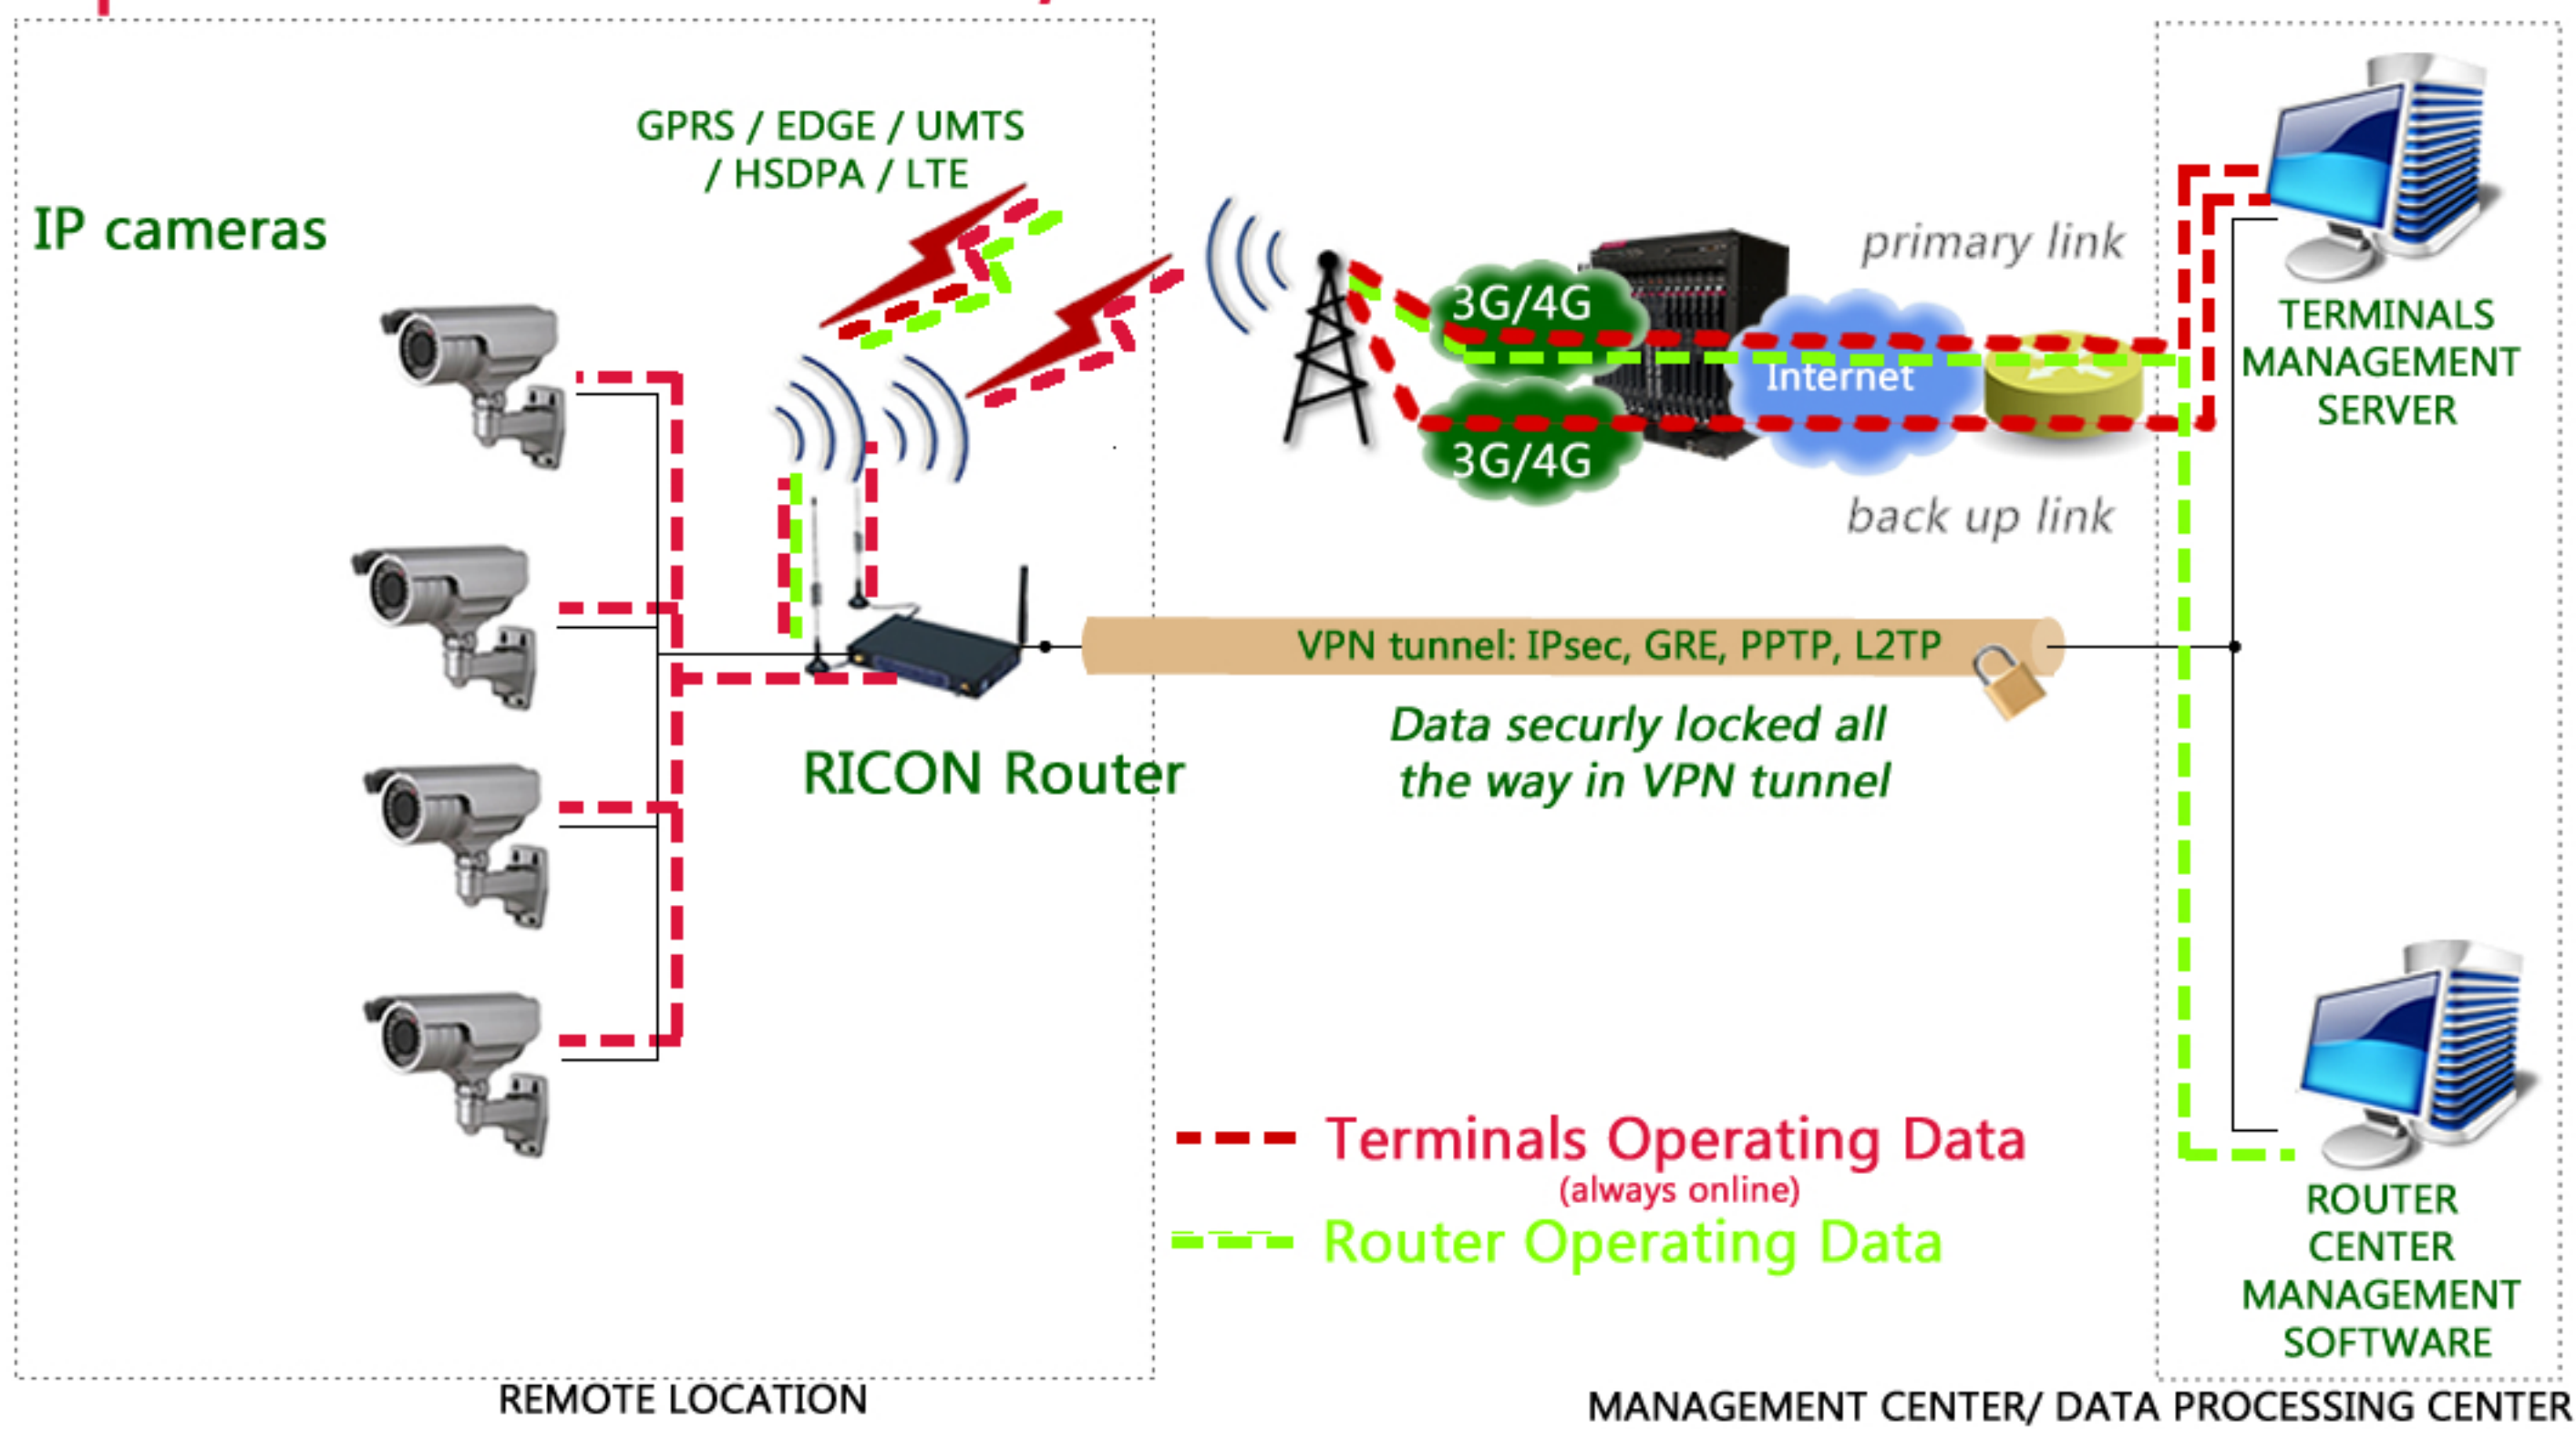 GPRS / EDGE / UMTS
/ HSDPA / LTE
IP cameras
3G/4G
primary link
Internet
3G/4G
back up link
TERMINALS
MANAGEMENT
SERVER
VPN tunnel: IPsec, GRE, PPTP, L2TP
Data securly locked all
the way in VPN tunnel
RICON Router
Terminals Operating Data
(always online)
Router Operating Data
ROUTER
CENTER
MANAGEMENT
SOFTWARE
REMOTE LOCATION
MANAGEMENT CENTER/ DATA PROCESSING CENTER